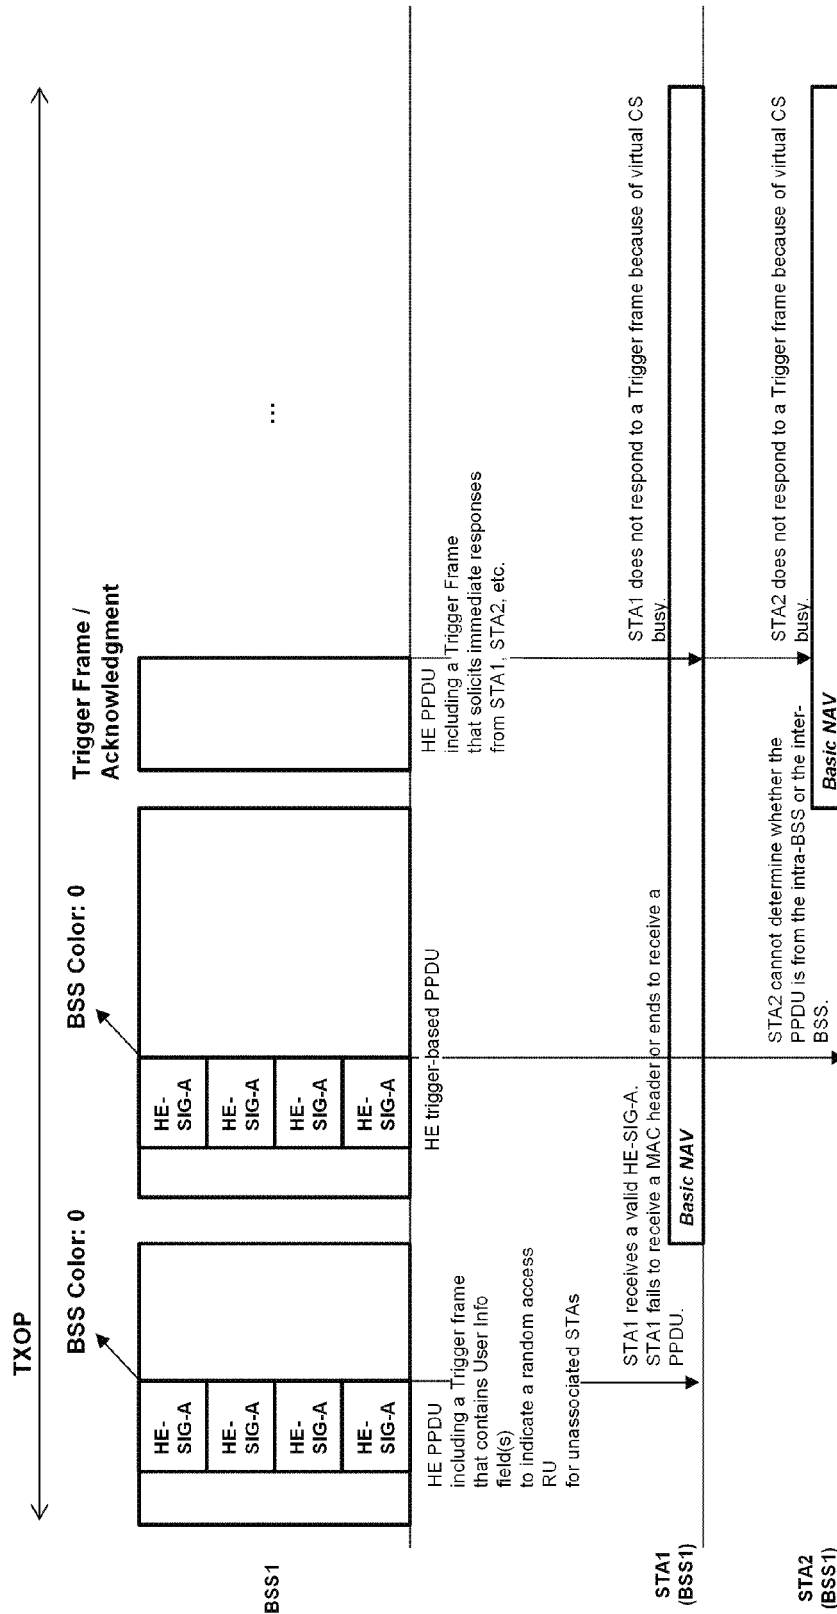 TXOP
BSS Color: 0
BSS Color: 0
Trigger Frame /
Acknowledgment
BSS1
HE-
SIG-A
HE-
SIG-A
HE-
SIG-A
HE-
SIG-A
HE-
SIG-A
HE-
SIG-A
HE-
SIG-A
HE-
SIG-A
...
HE PPDU
including a Trigger frame
that contains User Info
field(s)
to indicate a random access
RU
for unassociated STAs
HE trigger-based PPDU
HE PPDU
including a Trigger Frame
that solicits immediate responses
from STA1, STA2, etc.
STA1
(BSS1)
STA1 receives a valid HE-SIG-A.
STA1 fails to receive a MAC header or ends to receive a
PPDU.
Basic NAV
STA1 does not respond to a Trigger frame because of virtual CS
busy.
STA2
(BSS1)
STA2 cannot determine whether the
PPDU is from the intra-BSS or the inter-
BSS.
Basic NAV
STA2 does not respond to a Trigger frame because of virtual CS
busy.